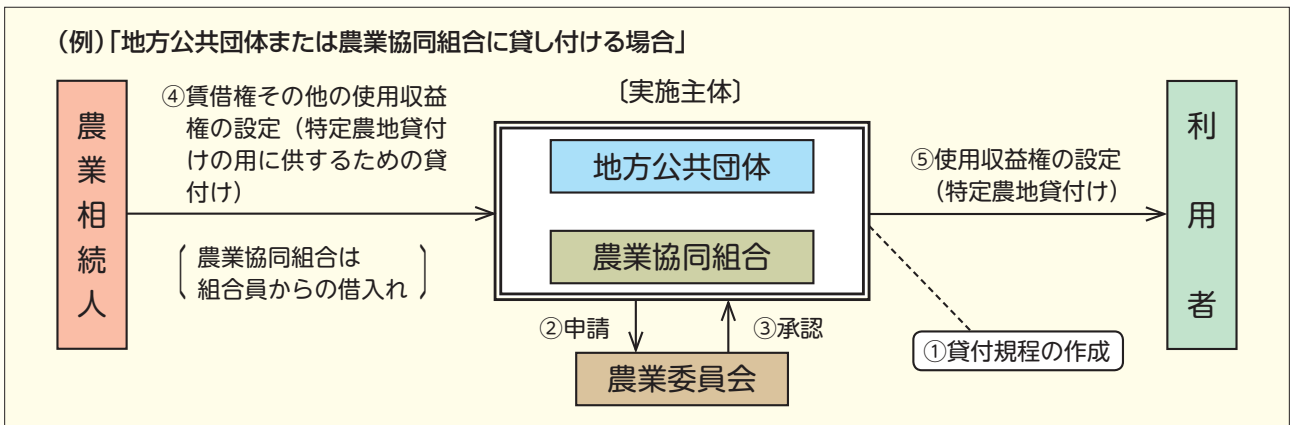 (例)「地方公共団体または農業協同組合に貸し付ける場合」
農業相続人
④賃借権その他の使用収益
権の設定（特定農地貸付
けの用に供するための貸
付け）
農業協同組合は
組合員からの借入れ
〔実施主体〕
地方公共団体
農業協同組合
②申請
③承認
農業委員会
⑤使用収益権の設定
（特定農地貸付け）
①貸付規程の作成
利用者